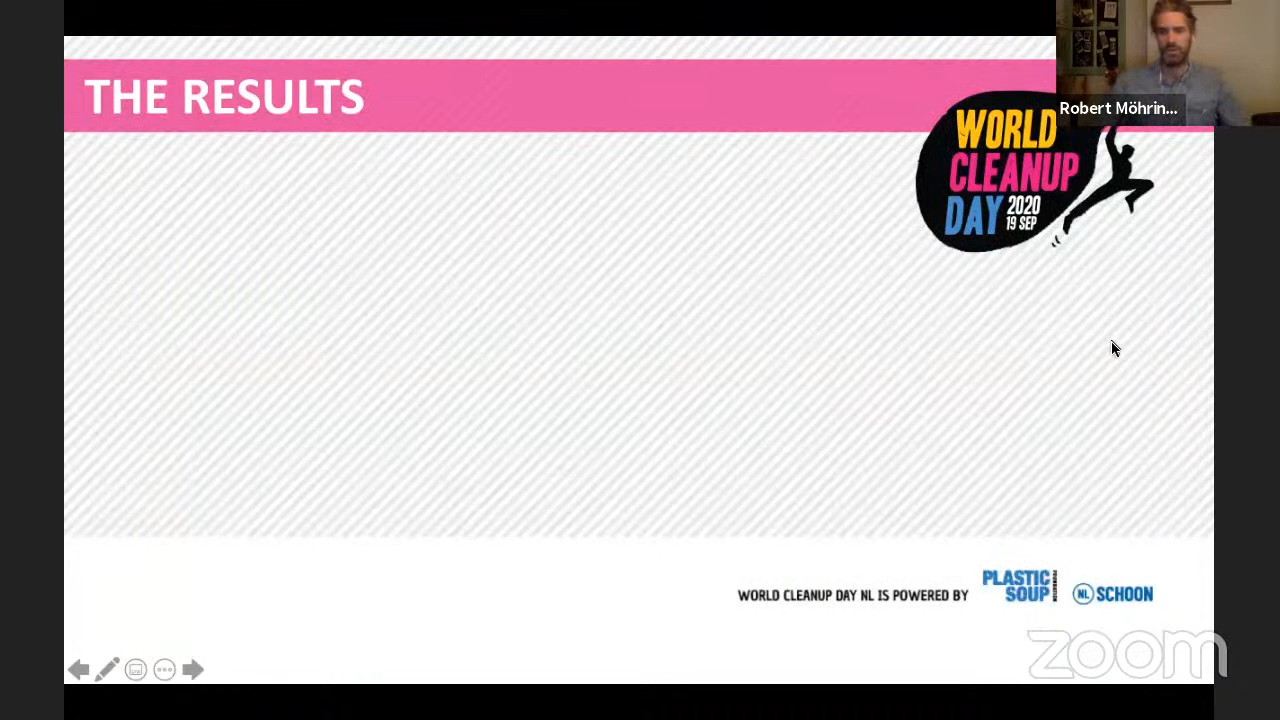 THE RESULTS
Robert Möhrin...
WORLD
CLEANUP
DAY 2020
19 SEP
WORLD CLEANUP DAY NL IS POWERED BY
PLASTIC
SOUP
FOUNDATION
NL SCHOON
zoom